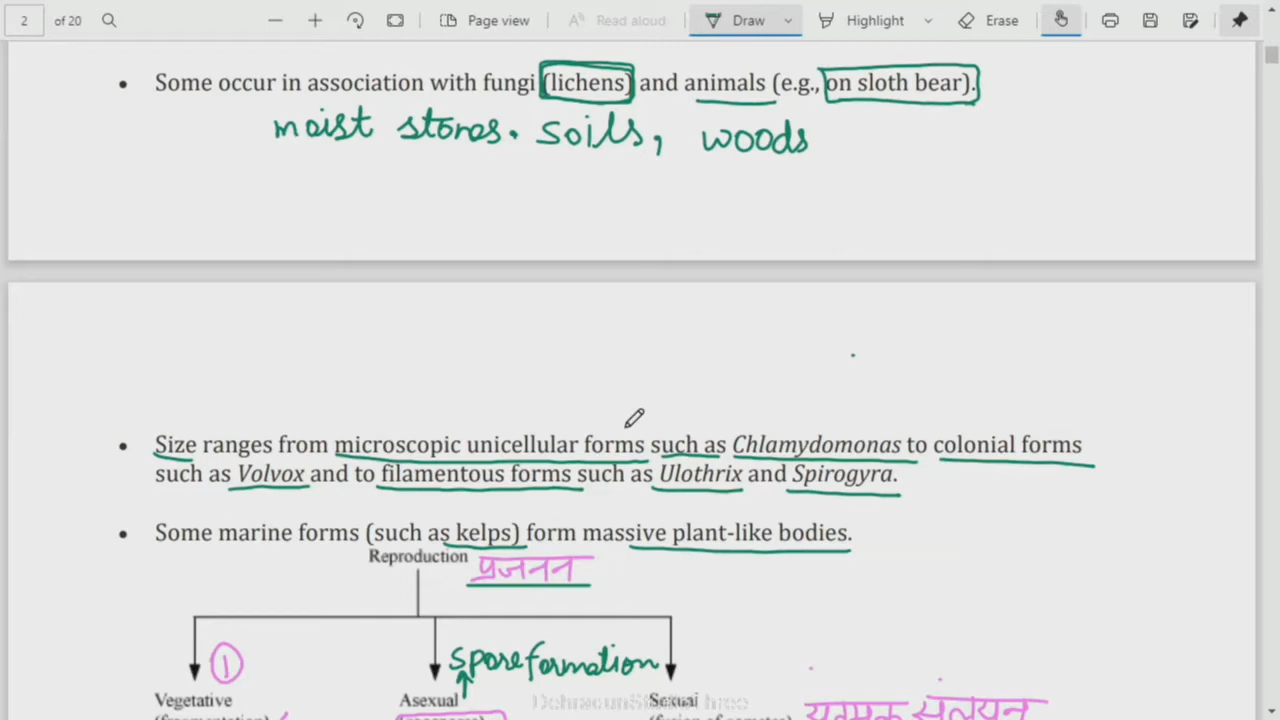 2 of 20 Page view Read aloud Draw Highlight Erase
• Some occur in association with fungi (lichens) and animals (e.g., on sloth bear).
moist stones. soils, woods
• Size ranges from microscopic unicellular forms such as Chlamydomonas to colonial forms
such as Volvox and to filamentous forms such as Ulothrix and Spirogyra.
• Some marine forms (such as kelps) form massive plant-like bodies.
Reproduction प्रजनन
① spore formation
Vegetative Asexual Sexual